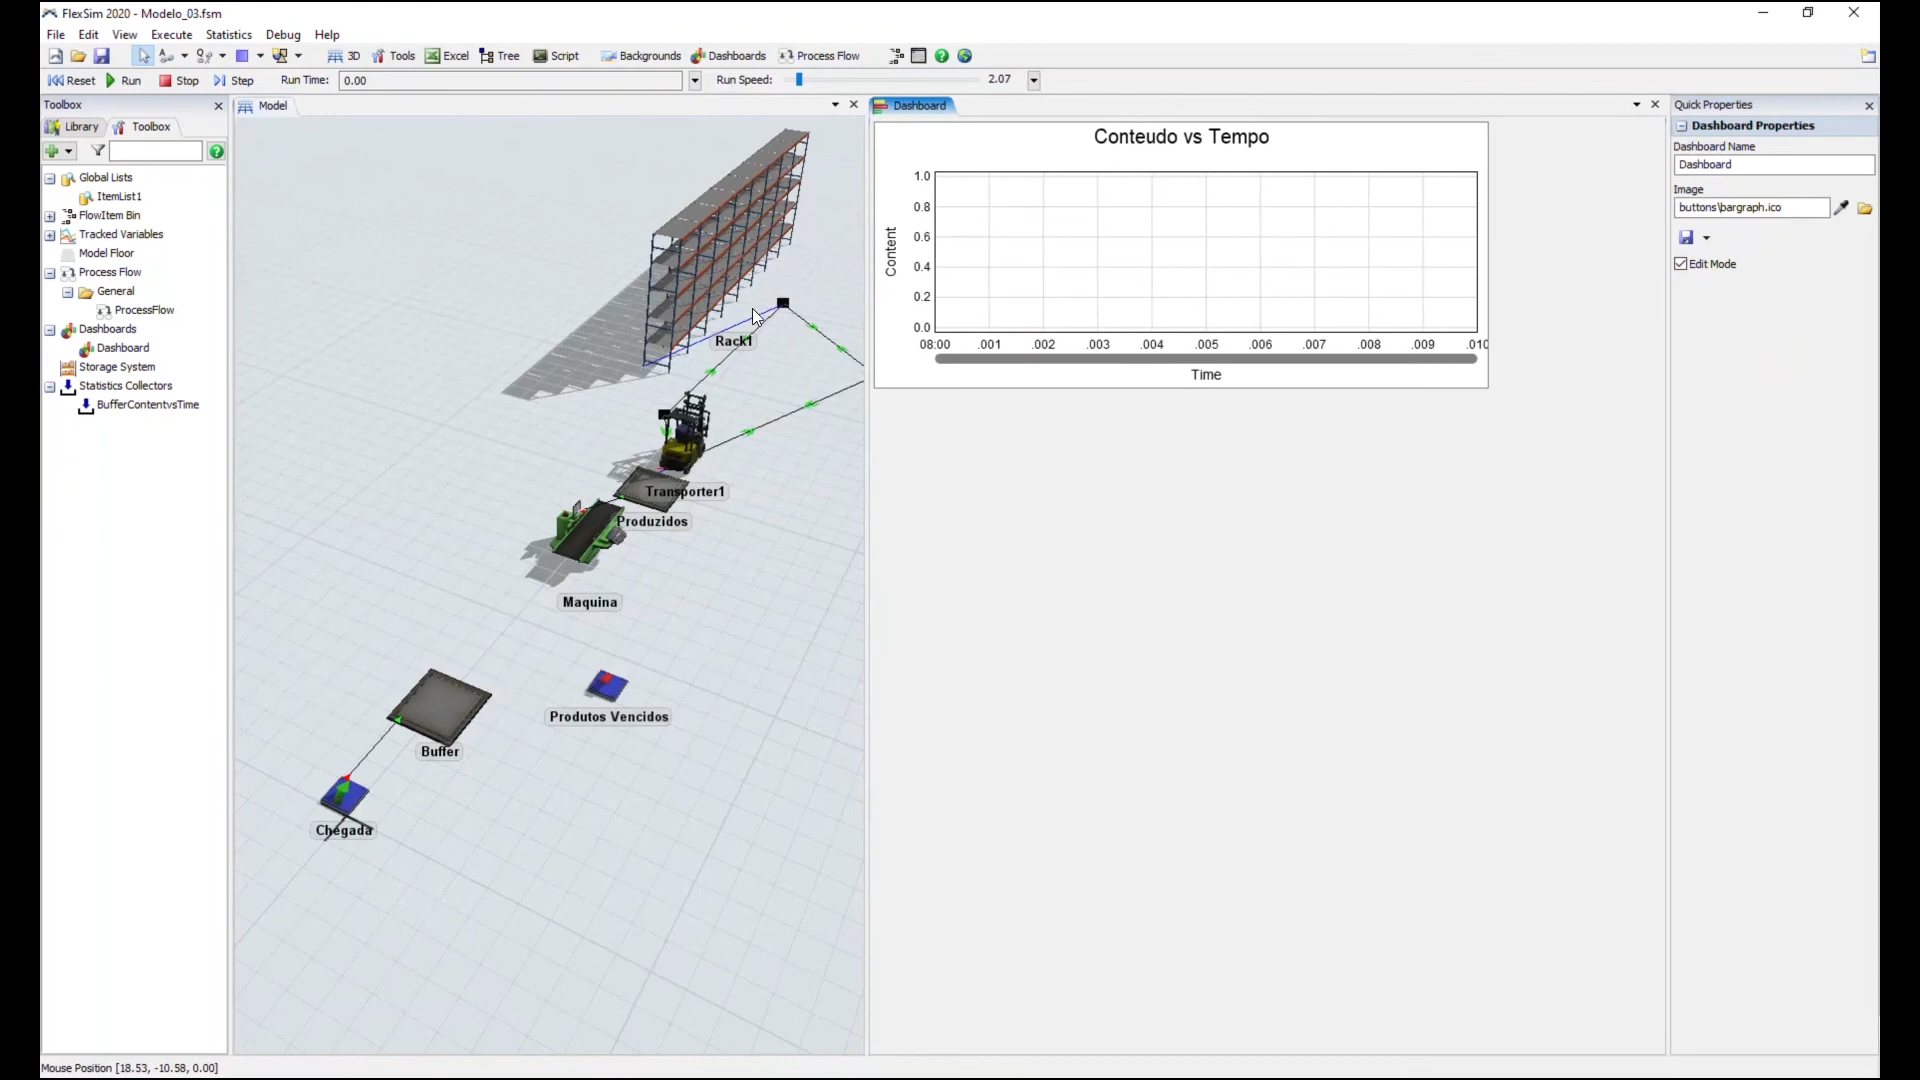 FlexSim 2020 - Modelo_03.fsm
File Edit View Execute Statistics Debug Help
3D Tools Excel Tree Script Backgrounds Dashboards Process Flow
Reset Run Stop Step Run Time: 0.00 Run Speed: 2.07
Toolbox
Library Toolbox
Global Lists
ItemList1
FlowItem Bin
Tracked Variables
Model Floor
Process Flow
General
ProcessFlow
Dashboards
Dashboard
Storage System
Statistics Collectors
BufferContentvsTime
Model
Rack1
Transporter1
Produzidos
Maquina
Produtos Vencidos
Buffer
Chegada
Dashboard
Conteudo vs Tempo
Content
1.0
0.8
0.6
0.4
0.2
0.0
08:00 .001 .002 .003 .004 .005 .006 .007 .008 .009 .010
Time
Quick Properties
Dashboard Properties
Dashboard Name
Dashboard
Image
buttons\bargraph.ico
Edit Mode
Mouse Position [18.53, -10.58, 0.00]